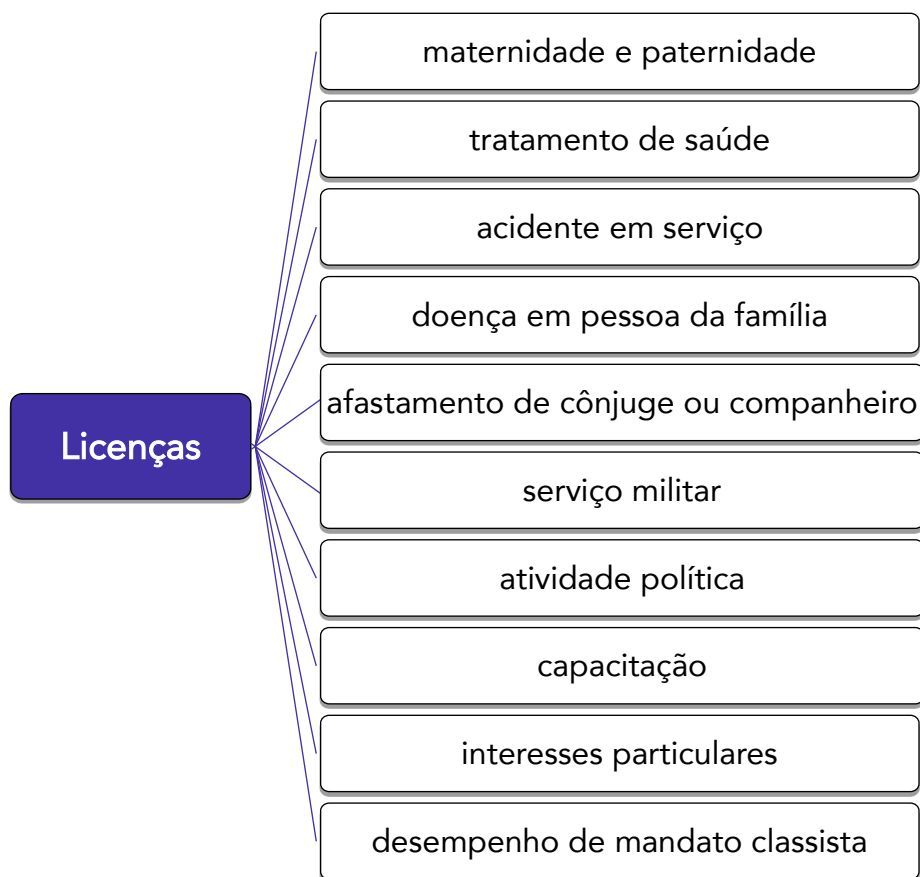 maternidade e paternidade
tratamento de saúde
acidente em serviço
doença em pessoa da família
afastamento de cônjuge ou companheiro
Licenças
serviço militar
atividade política
capacitação
interesses particulares
desempenho de mandato classista